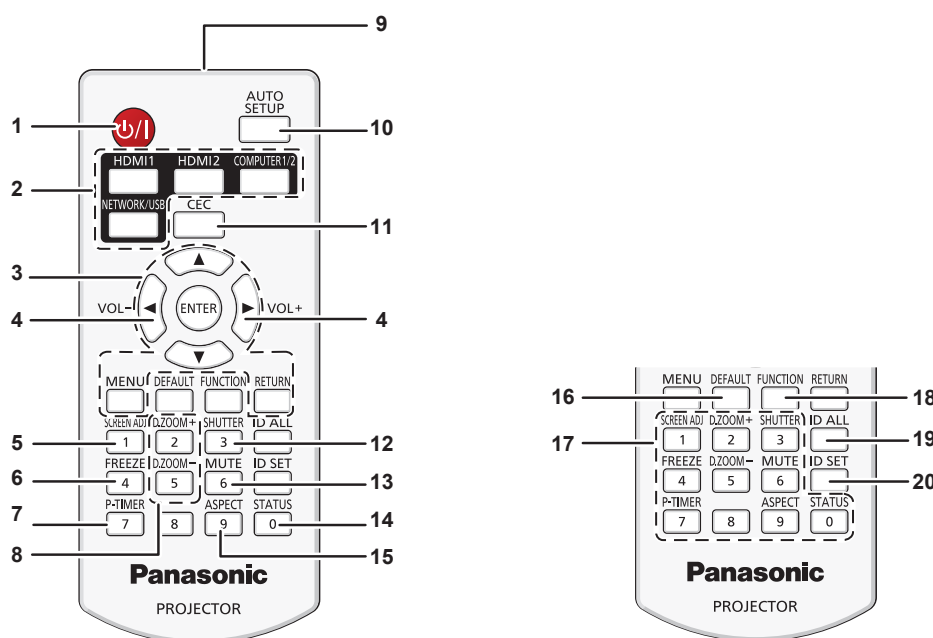 9
AUTO
SETUP
1
10
HDMI1 HDMI2 COMPUTER1/2
2
NETWORK/USB CEC
11
3
VOL- ENTER VOL+
4 4
MENU DEFAULT FUNCTION RETURN
SCREEN ADJ D.ZOOM+ SHUTTER ID ALL
5 1 2 3 12
FREEZE D.ZOOM- MUTE ID SET
6 4 5 6 13
P-TIMER ASPECT STATUS
7 7 8 9 0 14
8 15
Panasonic
PROJECTOR
MENU DEFAULT FUNCTION RETURN
16 18
SCREEN ADJ D.ZOOM+ SHUTTER ID ALL
17 1 2 3 19
FREEZE D.ZOOM- MUTE ID SET
4 5 6 20
P-TIMER ASPECT STATUS
7 8 9 0
Panasonic
PROJECTOR